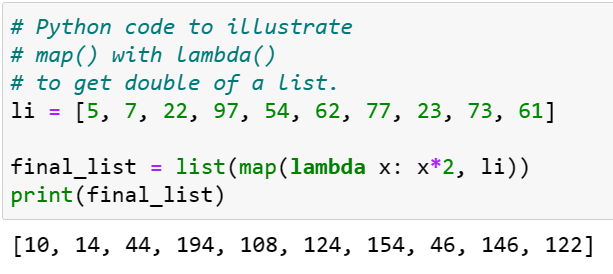 # Python code to illustrate
# map() with lambda()
# to get double of a list.
li = [5, 7, 22, 97, 54, 62, 77, 23, 73, 61]
final_list = list(map(lambda x: x*2, li))
print(final_list)
[10, 14, 44, 194, 108, 124, 154, 46, 146, 122]